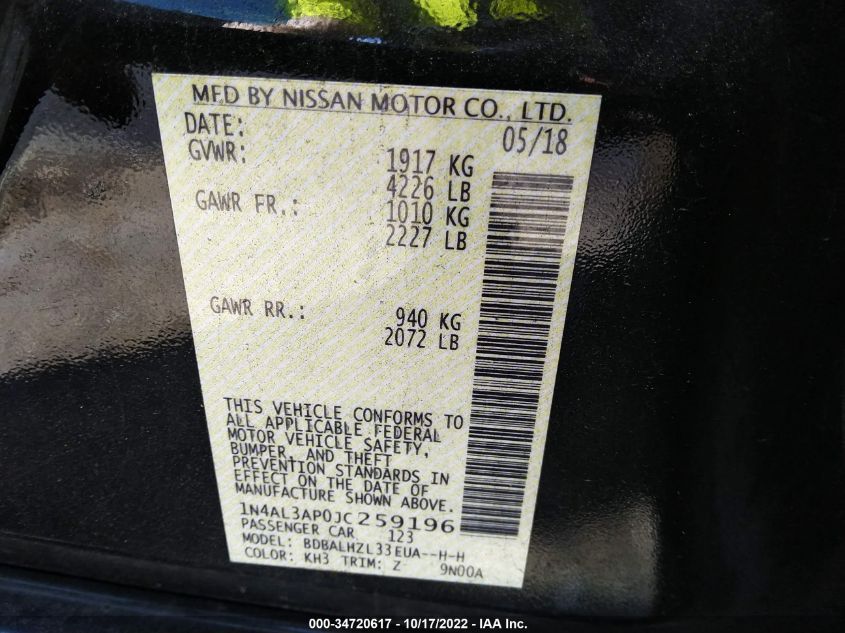 MFD BY NISSAN MOTOR CO., LTD.
DATE: 05/18
GVWR: 1917 KG
4226 LB
GAWR FR.: 1010 KG
2227 LB
GAWR RR.: 940 KG
2072 LB
THIS VEHICLE CONFORMS TO
ALL APPLICABLE FEDERAL
MOTOR VEHICLE SAFETY,
BUMPER, AND THEFT
PREVENTION STANDARDS IN
EFFECT ON THE DATE OF
MANUFACTURE SHOWN ABOVE.
1N4AL3AP0JC259196
PASSENGER CAR 123
MODEL: BDBALHZL33EUA--H-H
COLOR: KH3 TRIM: Z 9N00A
000-34720617 - 10/17/2022 - IAA Inc.